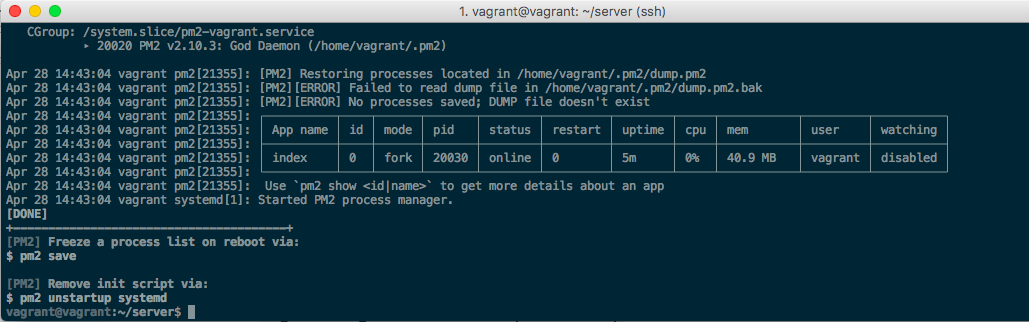 1. vagrant@vagrant: ~/server (ssh)
CGroup: /system.slice/pm2-vagrant.service
‣ 20020 PM2 v2.10.3: God Daemon (/home/vagrant/.pm2)
Apr 28 14:43:04 vagrant pm2[21355]: [PM2] Restoring processes located in /home/vagrant/.pm2/dump.pm2
Apr 28 14:43:04 vagrant pm2[21355]: [PM2][ERROR] Failed to read dump file in /home/vagrant/.pm2/dump.pm2.bak
Apr 28 14:43:04 vagrant pm2[21355]: [PM2][ERROR] No processes saved; DUMP file doesn't exist
Apr 28 14:43:04 vagrant pm2[21355]:
Apr 28 14:43:04 vagrant pm2[21355]: App name id mode pid status restart uptime cpu mem user watching
Apr 28 14:43:04 vagrant pm2[21355]:
Apr 28 14:43:04 vagrant pm2[21355]: index 0 fork 20030 online 0 5m 0% 40.9 MB vagrant disabled
Apr 28 14:43:04 vagrant pm2[21355]:
Apr 28 14:43:04 vagrant pm2[21355]: Use `pm2 show <id|name>` to get more details about an app
Apr 28 14:43:04 vagrant systemd[1]: Started PM2 process manager.
[DONE]
+---------------------------------------+
[PM2] Freeze a process list on reboot via:
$ pm2 save
[PM2] Remove init script via:
$ pm2 unstartup systemd
vagrant@vagrant:~/server$